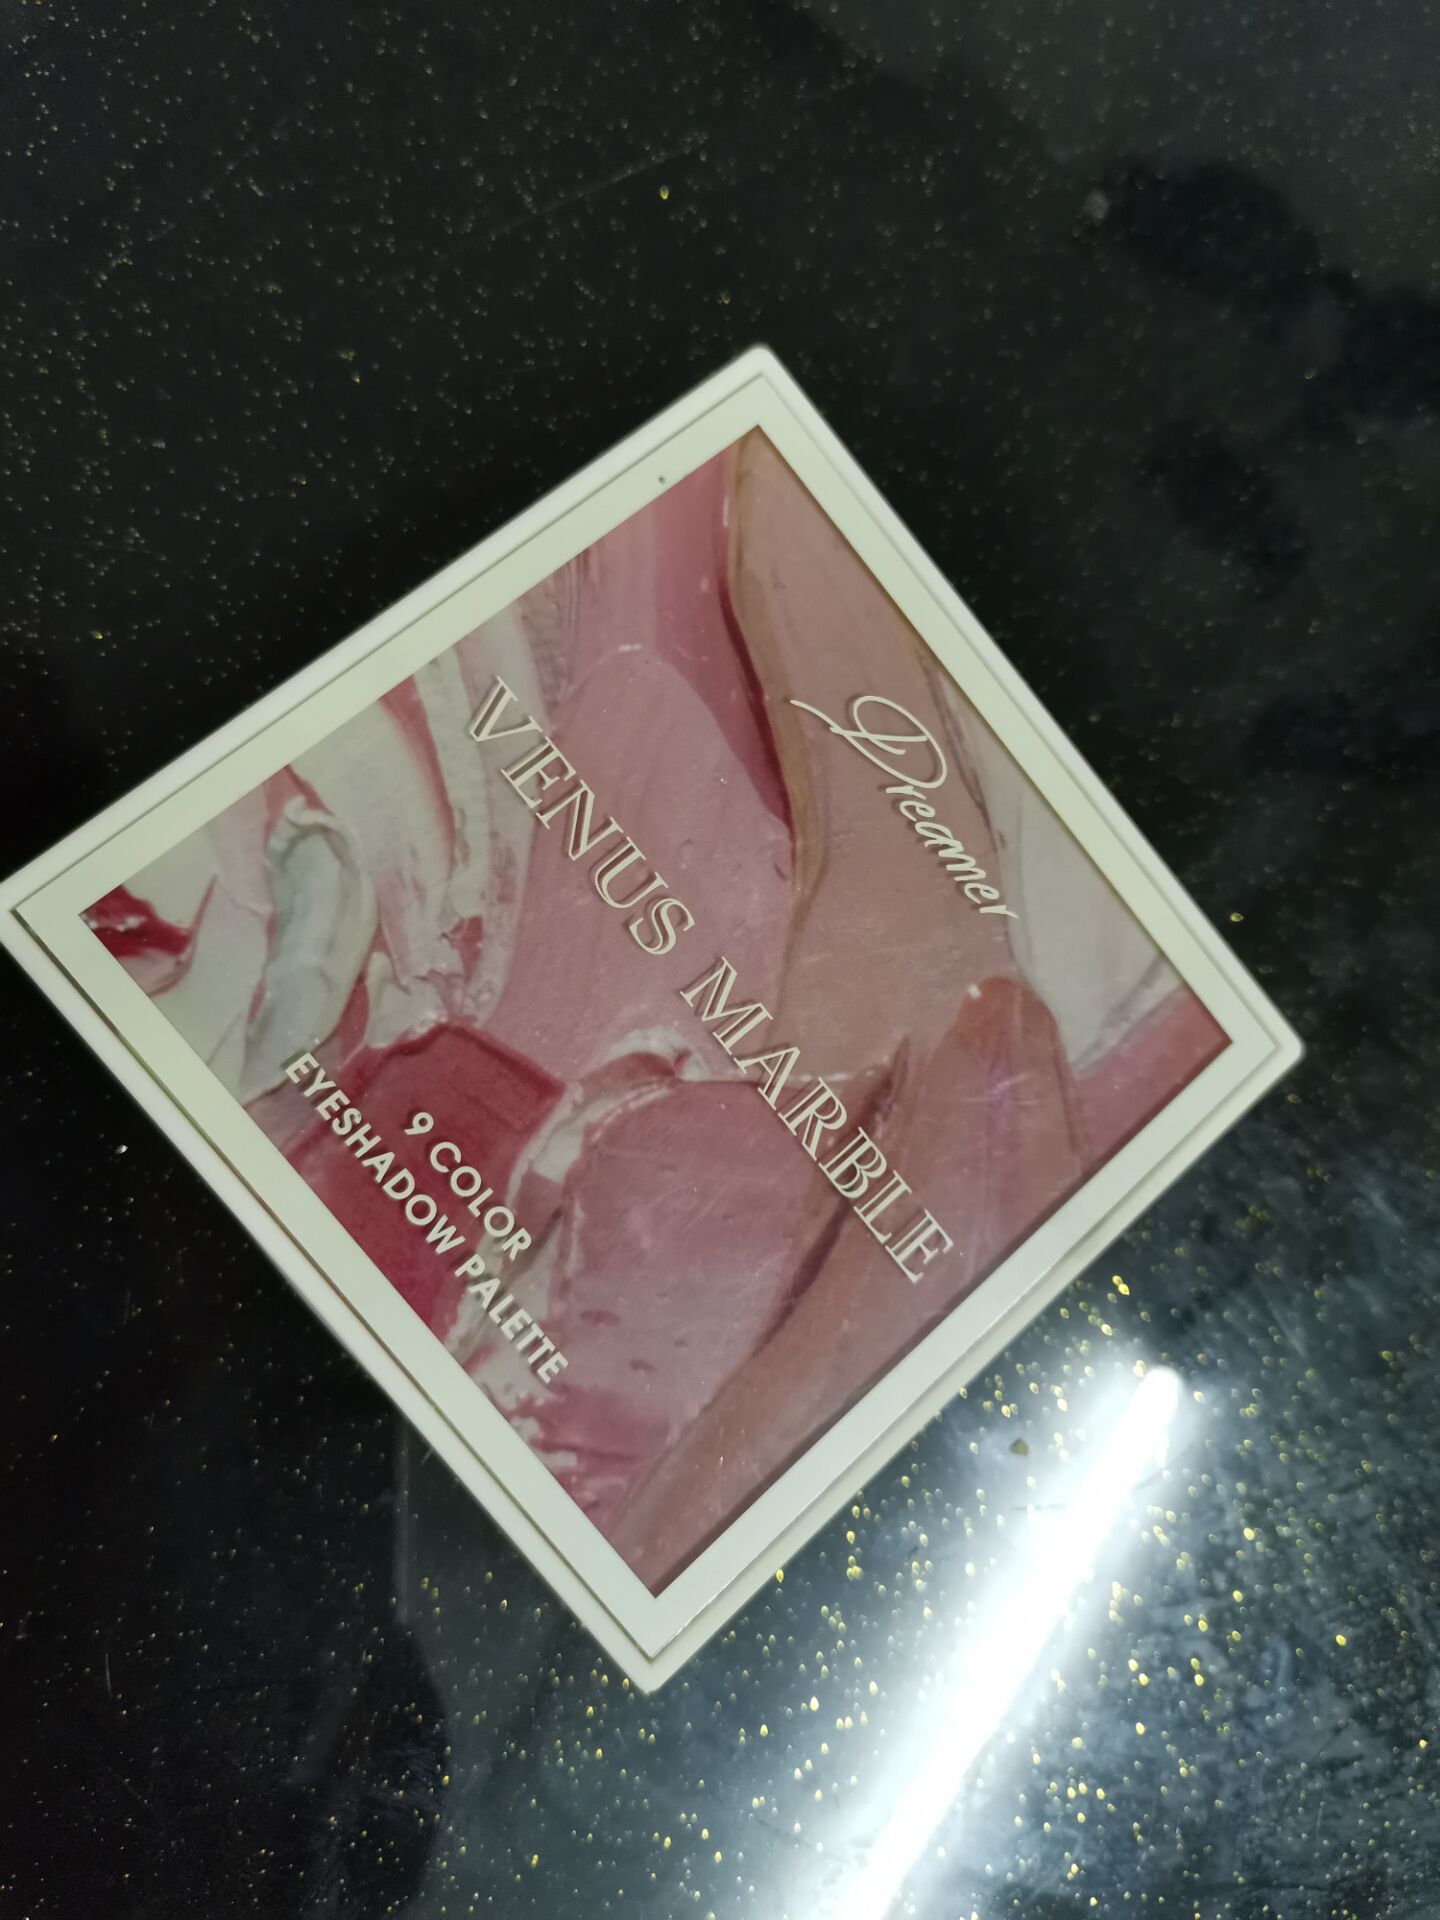 Dreamer
VENUS MARBLE
9 COLOR
EYESHADOW PALETTE